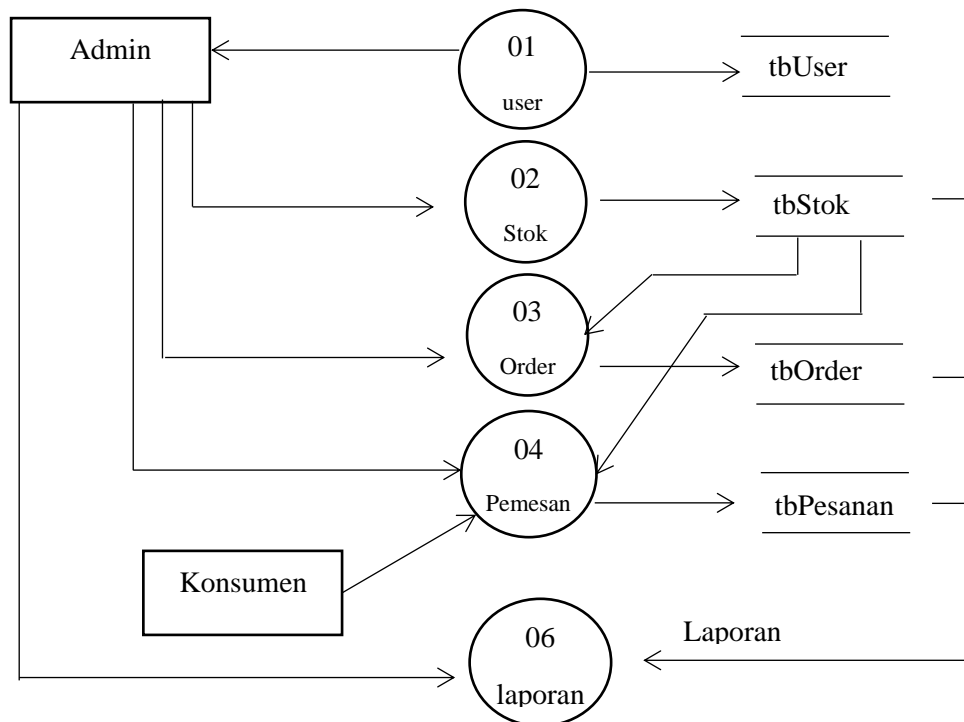 Admin
01
user
tbUser
02
Stok
tbStok
03
Order
tbOrder
04
Pemesan
tbPesanan
Konsumen
06
laporan
Laporan